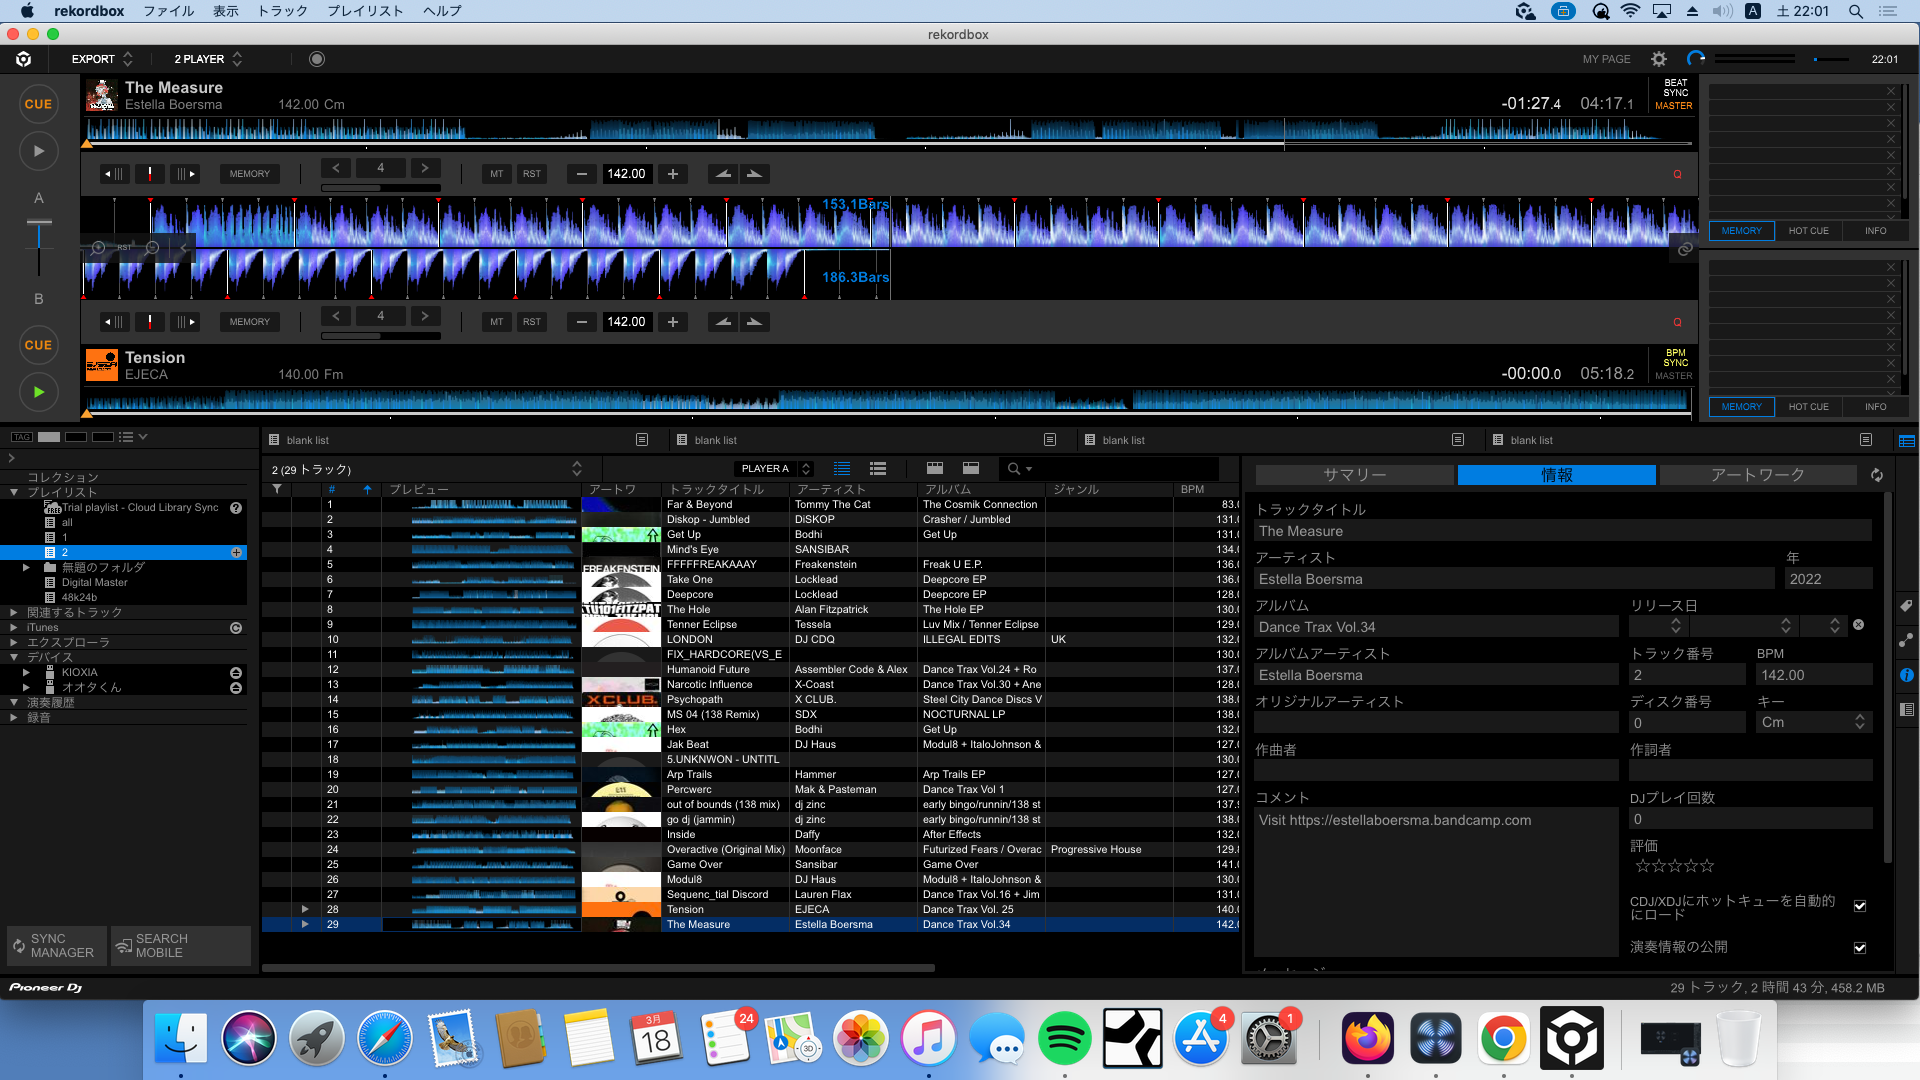 rekordbox ファイル 表示 トラック プレイリスト ヘルプ A 土 22:01
rekordbox
EXPORT 2 PLAYER MY PAGE 22:01
CUE The Measure BEAT SYNC MASTER
Estella Boersma 142.00 Cm -01:27.4 04:17.1
A
MEMORY < 4 > MT RST − 142.00 + Q
153.1Bars
RST
MEMORY HOT CUE INFO
186.3Bars
B
MEMORY < 4 > MT RST − 142.00 + Q
CUE
Tension BPM SYNC MASTER
EJECA 140.00 Fm -00:00.0 05:18.2
MEMORY HOT CUE INFO
TAG
blank list blank list blank list blank list
2 (29 トラック) PLAYER A
コレクション
プレイリスト
Trial playlist - Cloud Library Sync
all
1
2
無題のフォルダ
Digital Master
48k24b
関連するトラック
iTunes
エクスプローラ
デバイス
KIOXIA
オオタくん
演奏履歴
録音
SYNC MANAGER
SEARCH MOBILE
# プレビュー アートワ トラックタイトル アーティスト アルバム ジャンル BPM
1 Far & Beyond Tommy The Cat The Cosmik Connection 83.
2 Diskop - Jumbled DiSKOP Crasher / Jumbled 131.
3 Get Up Bodhi Get Up 131.
4 Mind's Eye SANSIBAR 134.
5 FFFFFREAKAAAY Freakenstein Freak U E.P. 136.
6 Take One Locklead Deepcore EP 136.
7 Deepcore Locklead Deepcore EP 128.
8 The Hole Alan Fitzpatrick The Hole EP 130.
9 Tenner Eclipse Tessela Luv Mix / Tenner Eclipse 129.
10 LONDON DJ CDQ ILLEGAL EDITS UK 132.
11 FIX_HARDCORE(VS_E 130.
12 Humanoid Future Assembler Code & Alex Dance Trax Vol.24 + Ro 137.
13 Narcotic Influence X-Coast Dance Trax Vol.30 + Ane 128.
14 X CLUB. Psychopath X CLUB. Steel City Dance Discs V 138.
15 MS 04 (138 Remix) SDX NOCTURNAL LP 138.
16 Hex Bodhi Get Up 132.
17 Jak Beat DJ Haus Modul8 + ItaloJohnson & 127.
18 5.UNKNWON - UNTITL 130.
19 Arp Trails Hammer Arp Trails EP 127.
20 Percwerc Mak & Pasteman Dance Trax Vol 1 127.
21 out of bounds (138 mix) dj zinc early bingo/runnin/138 st 137.
22 go dj (jammin) dj zinc early bingo/runnin/138 st 138.
23 Inside Daffy After Effects 132.
24 Overactive (Original Mix) Moonface Futurized Fears / Overac Progressive House 129.
25 Game Over Sansibar Game Over 141.
26 Modul8 DJ Haus Modul8 + ItaloJohnson & 130.
27 Sequenc_tial Discord Lauren Flax Dance Trax Vol.16 + Jim 131.
28 Tension EJECA Dance Trax Vol. 25 140.
29 The Measure Estella Boersma Dance Trax Vol.34 142.
サマリー 情報 アートワーク
トラックタイトル
The Measure
アーティスト 年
Estella Boersma 2022
アルバム リリース日
Dance Trax Vol.34
アルバムアーティスト トラック番号 BPM
Estella Boersma 2 142.00
オリジナルアーティスト ディスク番号 キー
0 Cm
作曲者 作詞者
コメント DJプレイ回数
Visit https://estellaboersma.bandcamp.com 0
評価
☆☆☆☆☆
CDJ/XDJにホットキューを自動的にロード
演奏情報の公開
Pioneer Dj 29 トラック, 2 時間 43 分, 458.2 MB
3月 18 24 3D 4 1